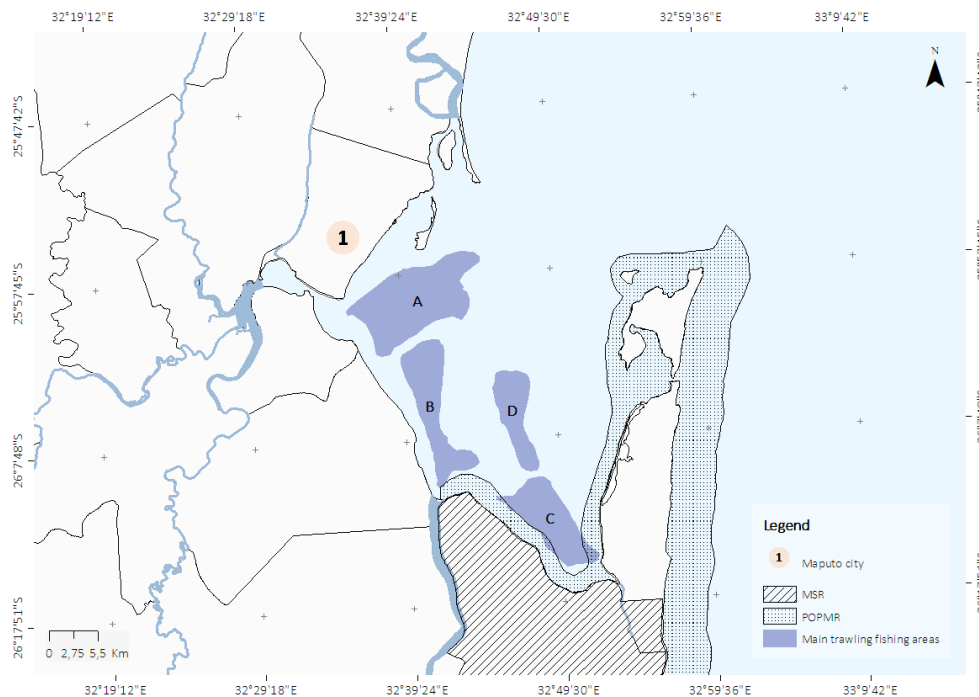 32°19'12"E 32°29'18"E 32°39'24"E 32°49'30"E 32°59'36"E 33°9'42"E
N
25°47'42"S
1
25°57'45"S
A
B
D
26°7'48"S
C
Legend
1 Maputo city
MSR
POPMR
Main trawling fishing areas
26°17'51"S
0 2,75 5,5 Km
32°19'12"E 32°29'18"E 32°39'24"E 32°49'30"E 32°59'36"E 33°9'42"E